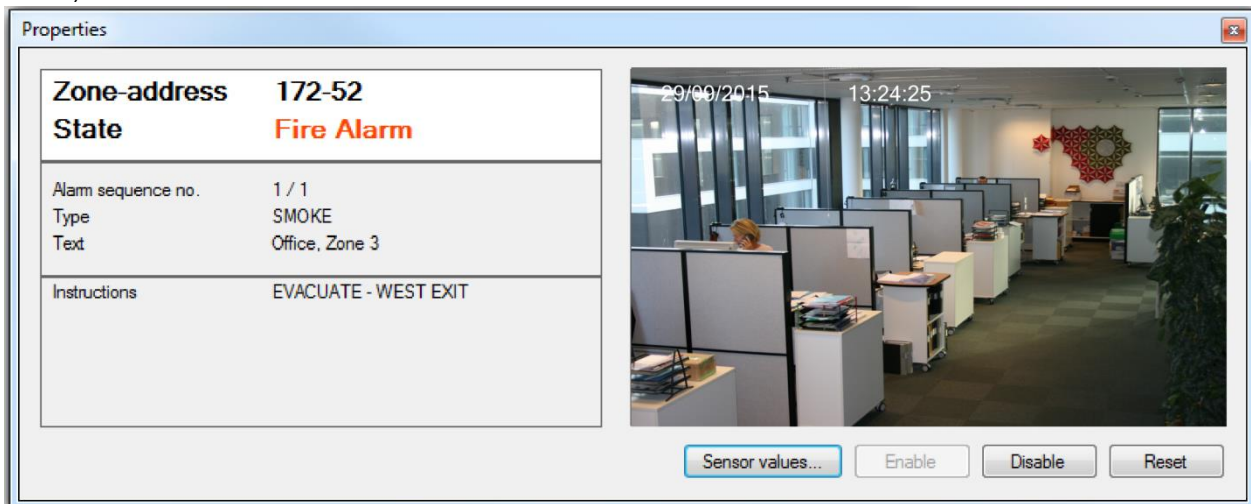 Properties
Zone-address 172-52
State Fire Alarm
Alarm sequence no. 1 / 1
Type SMOKE
Text Office, Zone 3
Instructions EVACUATE - WEST EXIT
29/09/2015 13:24:25
Sensor values... Enable Disable Reset